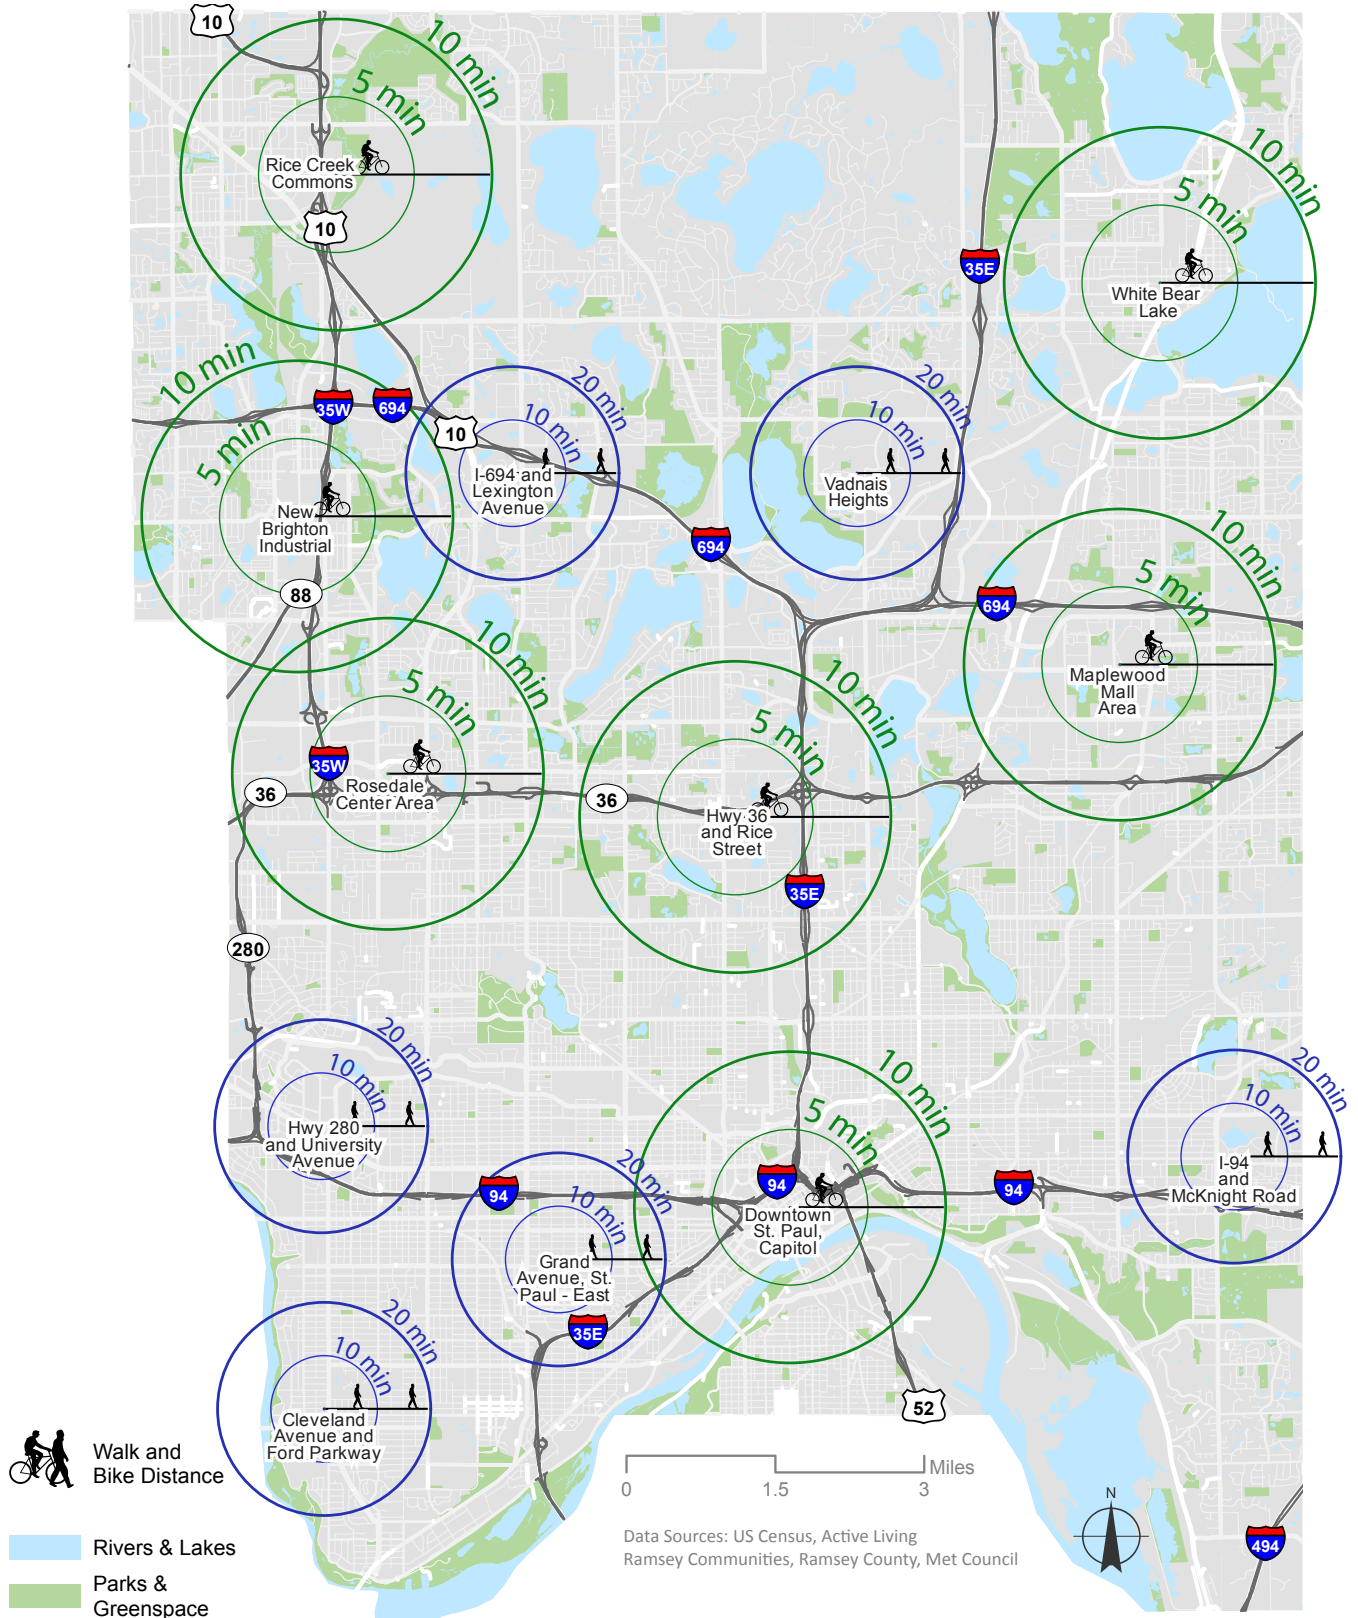 10
10 min
5 min
Rice Creek
Commons
10
10 min
5 min
35E
White Bear
Lake
10 min
5 min
35W
694
10
20 min
10 min
I-694 and
Lexington
Avenue
20 min
10 min
Vadnais
Heights
New
Brighton
Industrial
694
88
10 min
5 min
694
Maplewood
Mall
Area
10 min
5 min
35W
Rosedale
Center Area
36
10 min
5 min
36
Hwy 36
and Rice
Street
35E
280
20 min
10 min
Hwy 280
and University
Avenue
10 min
5 min
94
Downtown
St. Paul,
Capitol
20 min
10 min
94
I-94
and
McKnight Road
94
20 min
10 min
Grand
Avenue, St.
Paul - East
35E
20 min
10 min
Cleveland
Avenue and
Ford Parkway
52
Walk and
Bike Distance
Rivers & Lakes
Parks &
Greenspace
Miles
0 1.5 3
Data Sources: US Census, Active Living
Ramsey Communities, Ramsey County, Met Council
N
494